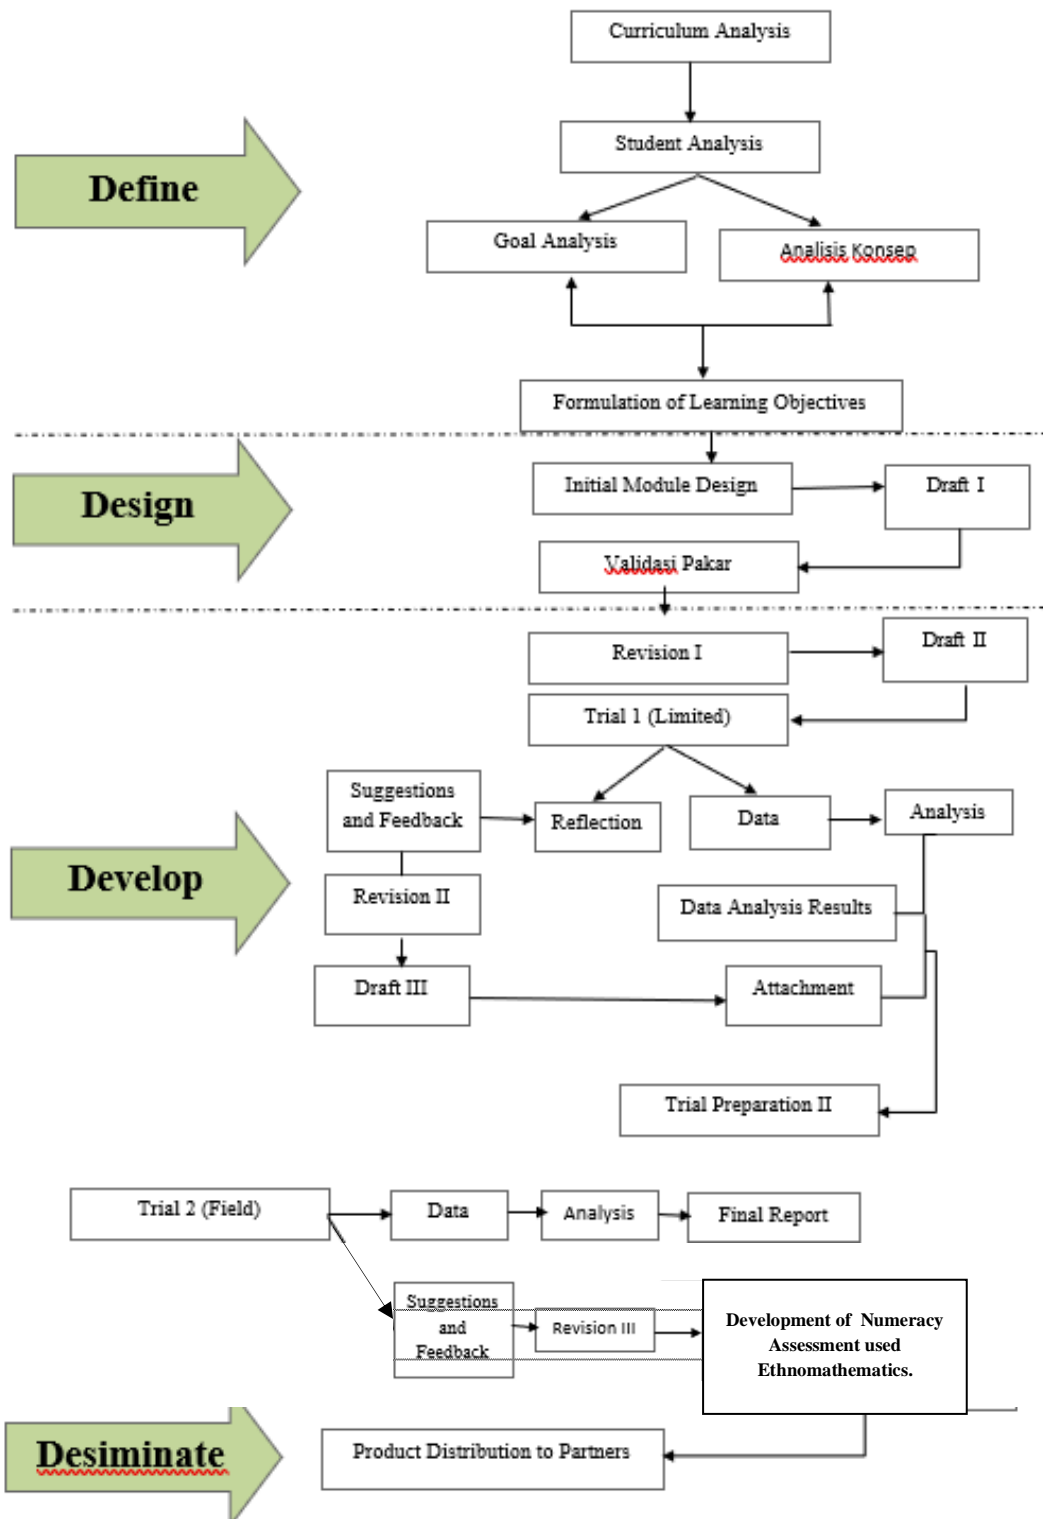 Curriculum Analysis
Student Analysis
Define
Goal Analysis
Analisis Konsep
Formulation of Learning Objectives
Design
Initial Module Design
Draft I
Validasi Pakar
Revision I
Draft II
Trial 1 (Limited)
Suggestions
and Feedback
Reflection
Data
Analysis
Develop
Revision II
Data Analysis Results
Draft III
Attachment
Trial Preparation II
Trial 2 (Field)
Data
Analysis
Final Report
Suggestions
and
Feedback
Revision III
Development of Numeracy
Assessment used
Ethnomathematics.
Desiminate
Product Distribution to Partners